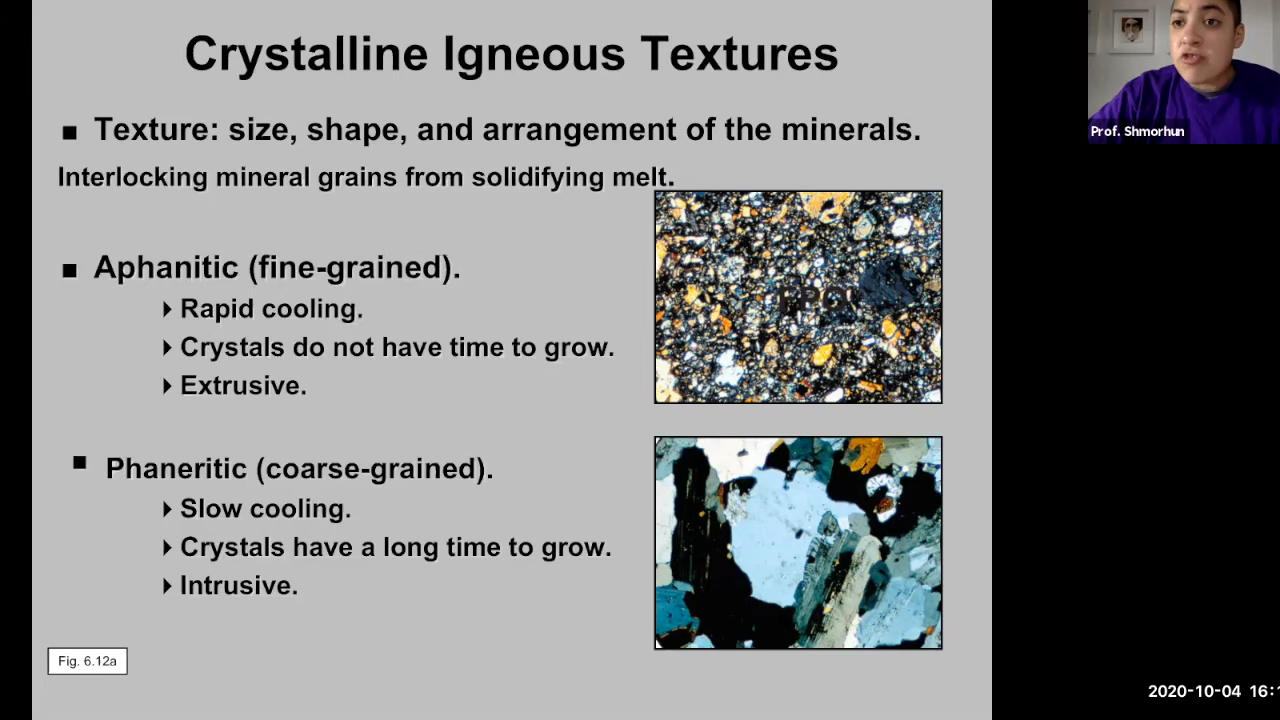 Crystalline Igneous Textures
■ Texture: size, shape, and arrangement of the minerals.
Interlocking mineral grains from solidifying melt.
■ Aphanitic (fine-grained).
Rapid cooling.
Crystals do not have time to grow.
Extrusive.
■ Phaneritic (coarse-grained).
Slow cooling.
Crystals have a long time to grow.
Intrusive.
Fig. 6.12a
Prof. Shmorhun
2020-10-04